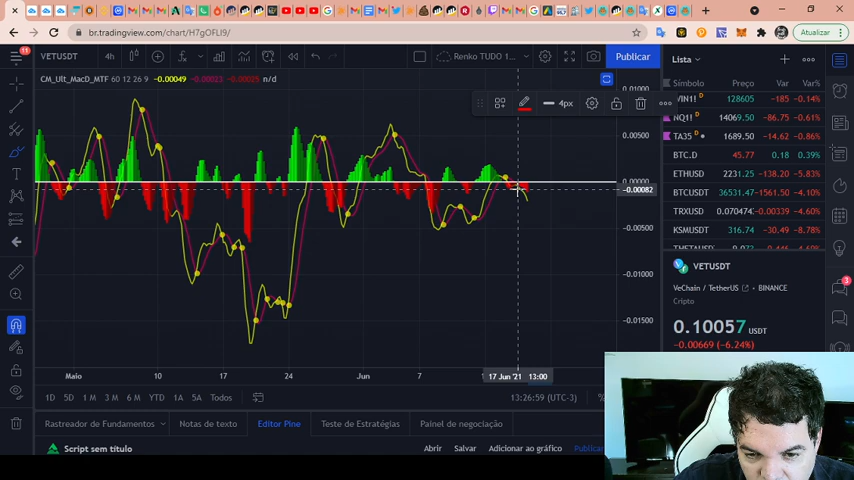 br.tradingview.com/chart/H7gOFLI9/
Atualizar
11
VETUSDT
4h
Renko TUDO 1...
Publicar
Lista
CM_Ult_MacD_MTF 60 12 26 9 -0.00049 -0.00023 -0.00025 n/d
4px
Símbolo Preço Var Var%
128605 -185 -0.14%
NQ1! D 14069.50 -86.75 -0.61%
TA35 1689.50 -14.62 -0.86%
BTC.D 45.77 0.18 0.39%
ETHUSD 2231.25 -138.20 -5.83%
BTCUSDT 36531.47 -1561.50 -4.10%
TRXUSD 0.07047 -0.00339 -4.60%
KSMUSDT 316.74 -30.49 -8.78%
0.00500
0.00000
-0.00082
-0.00500
-0.01000
-0.01500
VETUSDT
VeChain / TetherUS BINANCE
Cripto
3
0.10057 USDT
-0.00669 (-6.24%)
Maio 10 17 24 Jun 7 17 Jun '21 13:00
1D 5D 1M 3M 6M YTD 1A 5A Todos
13:26:59 (UTC-3)
%
Rastreador de Fundamentos
Notas de texto
Editor Pine
Teste de Estratégias
Painel de negociação
Script sem título
Abrir
Salvar
Adicionar ao gráfico